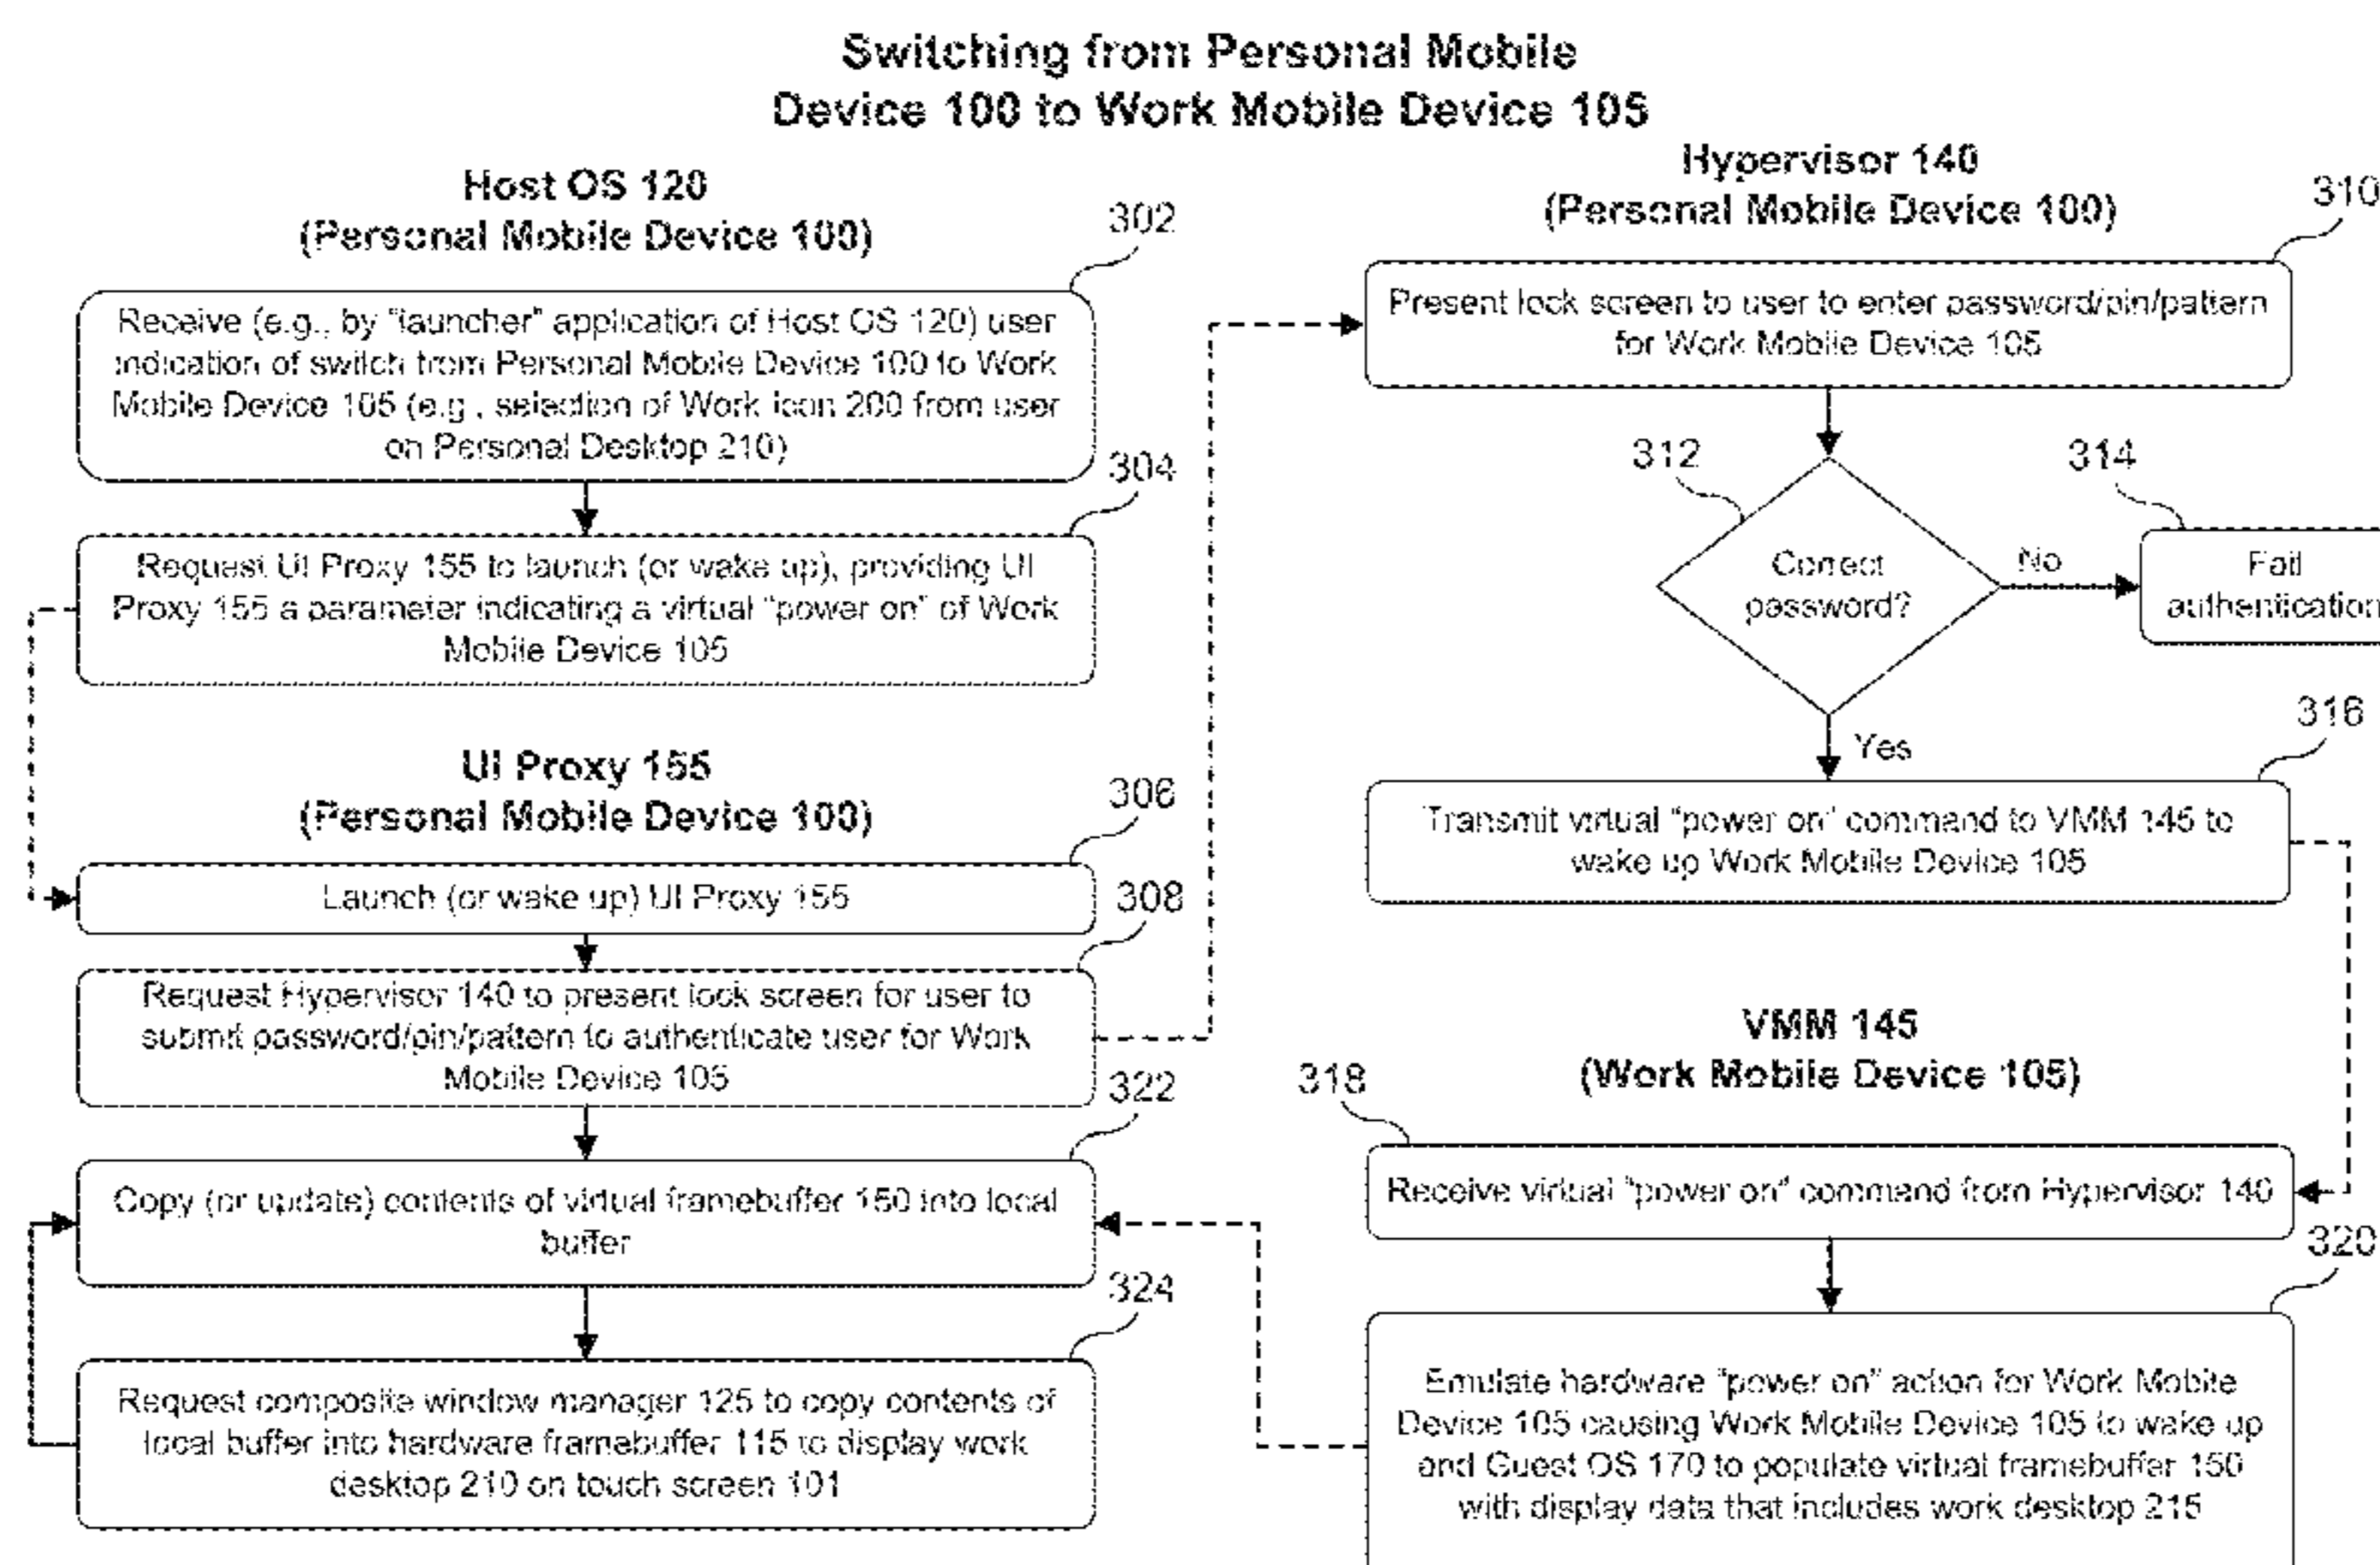 Switching from Personal Mobile
Device 100 to Work Mobile Device 105
Host OS 120
(Personal Mobile Device 100)
302
Receive (e.g., by "launcher" application of Host OS 120) user
indication of switch from Personal Mobile Device 100 to Work
Mobile Device 105 (e.g., selection of Work icon 200 from user
on Personal Desktop 210)
304
Request UI Proxy 155 to launch (or wake up), providing UI
Proxy 155 a parameter indicating a virtual "power on" of Work
Mobile Device 105
UI Proxy 155
(Personal Mobile Device 100)
306
Launch (or wake up) UI Proxy 155
308
Request Hypervisor 140 to present lock screen for user to
submit password/pin/pattern to authenticate user for Work
Mobile Device 105
322
Copy (or update) contents of virtual framebuffer 150 into local
buffer
324
Request composite window manager 125 to copy contents of
local buffer into hardware framebuffer 115 to display work
desktop 210 on touch screen 101
Hypervisor 140
(Personal Mobile Device 100)
310
Present lock screen to user to enter password/pin/pattern
for Work Mobile Device 105
312
Correct
password?
No
314
Fail
authentication
Yes
316
Transmit virtual "power on" command to VMM 145 to
wake up Work Mobile Device 105
VMM 145
(Work Mobile Device 105)
318
Receive virtual "power on" command from Hypervisor 140
320
Emulate hardware "power on" action for Work Mobile
Device 105 causing Work Mobile Device 105 to wake up
and Guest OS 170 to populate virtual framebuffer 150
with display data that includes work desktop 215